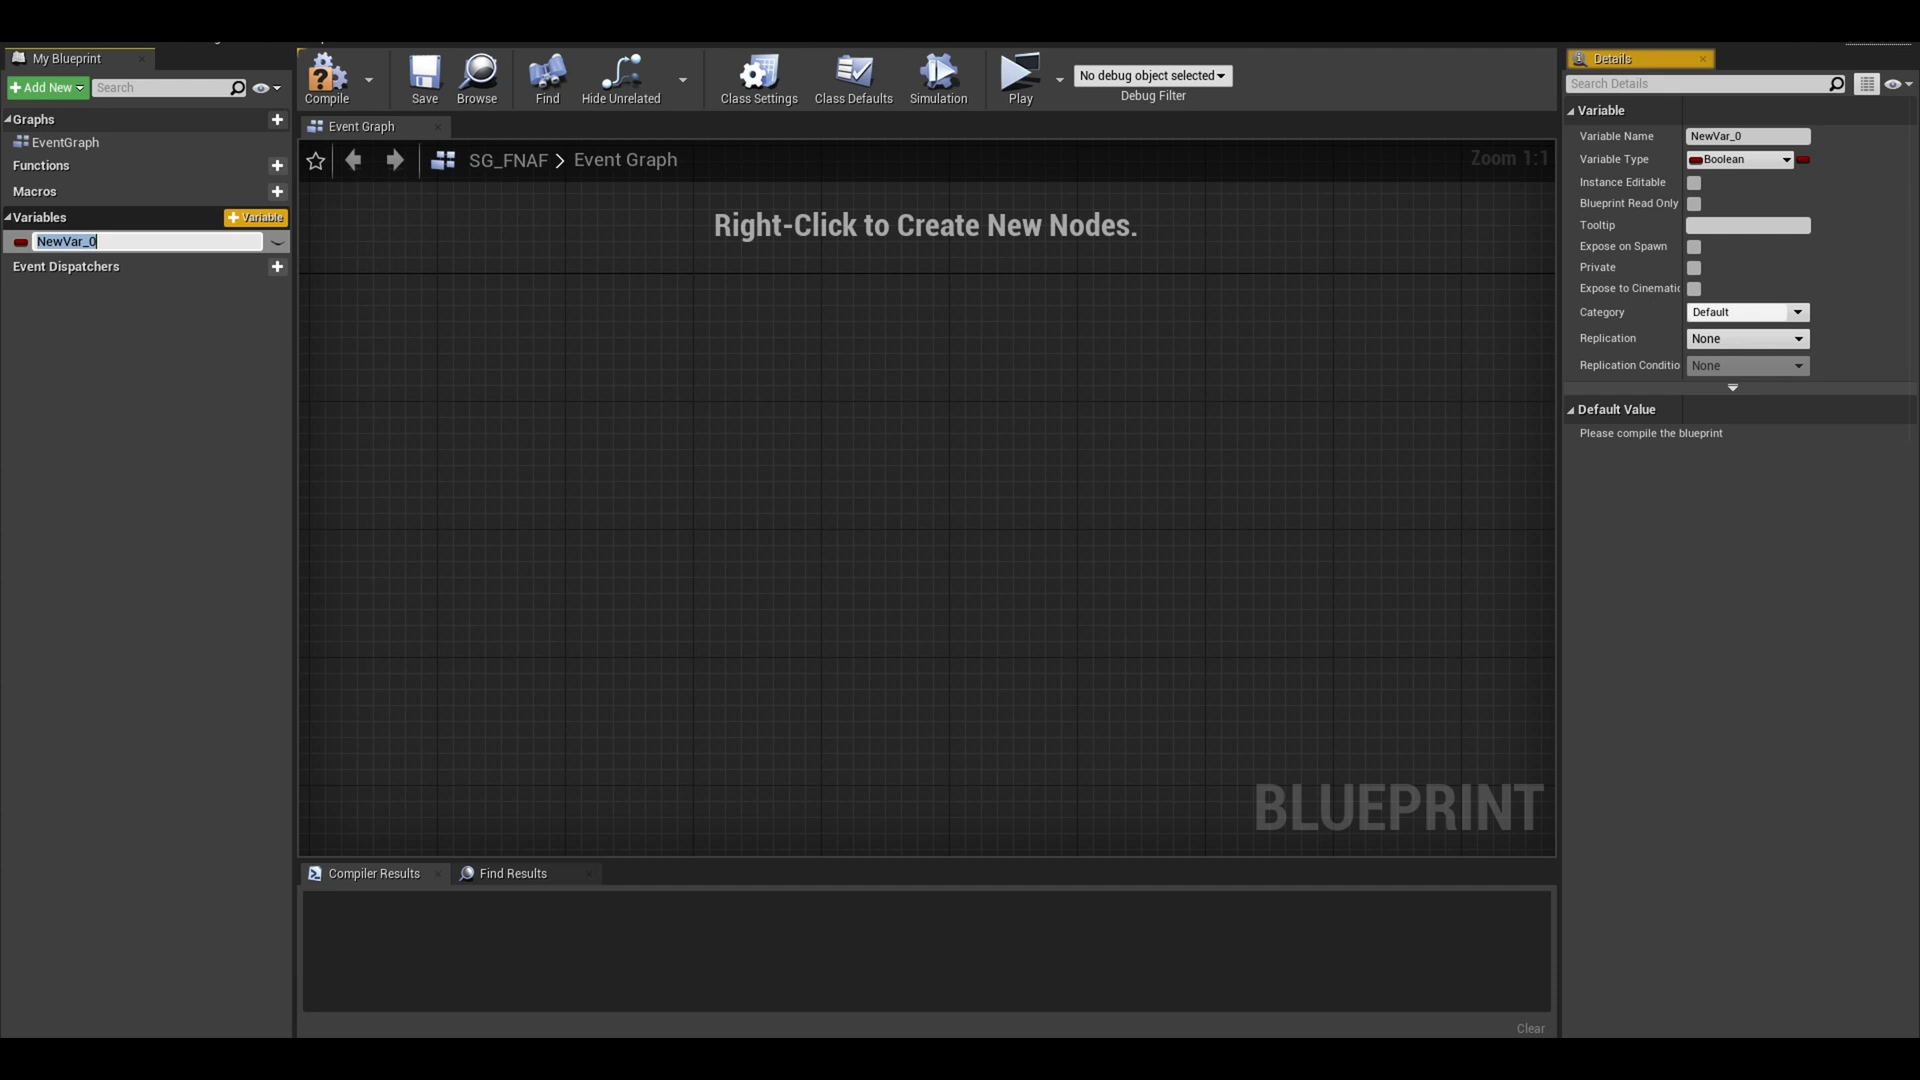 My Blueprint
Add New
Search
Graphs
EventGraph
Functions
Macros
Variables
Variable
NewVar_0
Event Dispatchers
Compile
Save
Browse
Find
Hide Unrelated
Class Settings
Class Defaults
Simulation
Play
No debug object selected
Debug Filter
Event Graph
SG_FNAF > Event Graph
Zoom 1:1
Right-Click to Create New Nodes.
BLUEPRINT
Compiler Results
Find Results
Clear
Details
Search Details
Variable
Variable Name NewVar_0
Variable Type Boolean
Instance Editable
Blueprint Read Only
Tooltip
Expose on Spawn
Private
Expose to Cinematic
Category Default
Replication None
Replication Conditio None
Default Value
Please compile the blueprint